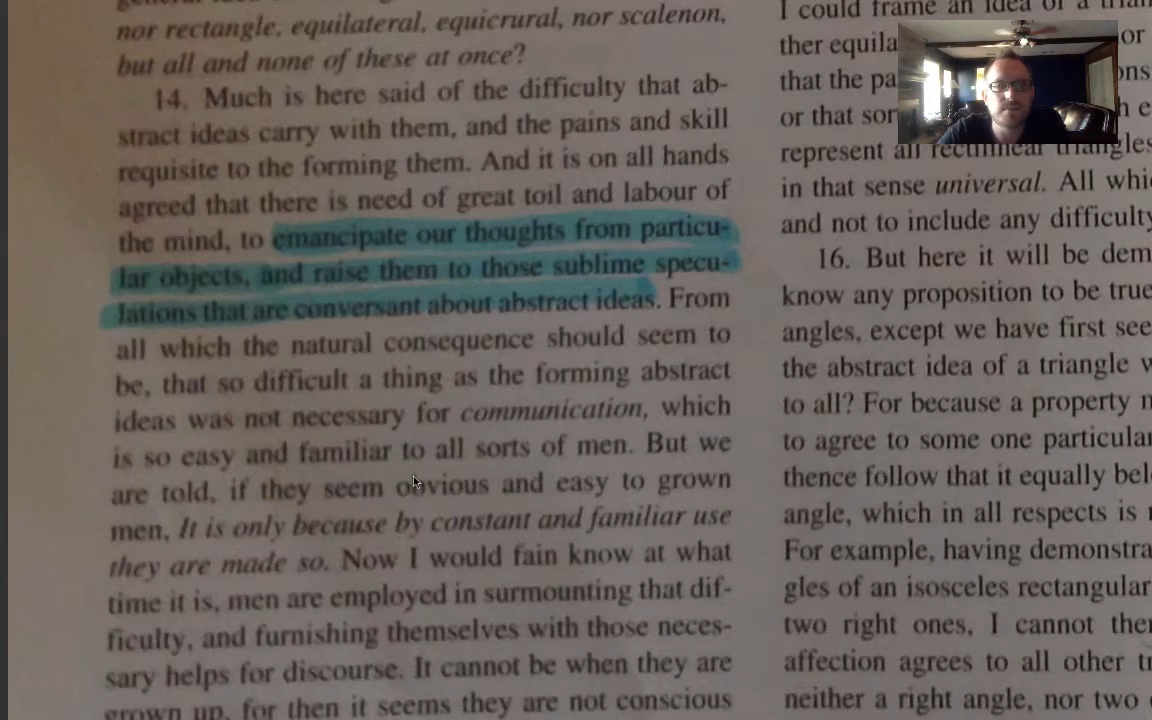 nor rectangle, equilateral, equicrural, nor scalenon,
but all and none of these at once?
14. Much is here said of the difficulty that ab-
stract ideas carry with them, and the pains and skill
requisite to the forming them. And it is on all hands
agreed that there is need of great toil and labour of
the mind, to emancipate our thoughts from particu-
lar objects, and raise them to those sublime specu-
lations that are conversant about abstract ideas. From
all which the natural consequence should seem to
be, that so difficult a thing as the forming abstract
ideas was not necessary for communication, which
is so easy and familiar to all sorts of men. But we
are told, if they seem obvious and easy to grown
men, It is only because by constant and familiar use
they are made so. Now I would fain know at what
time it is, men are employed in surmounting that dif-
ficulty, and furnishing themselves with those neces-
sary helps for discourse. It cannot be when they are
grown up, for then it seems they are not conscious
I could frame an idea of a
ther equila
that the pa
or that sor
represent all rectilinear triangles
in that sense universal. All
and not to include any difficulty
16. But here it will be dem
know any proposition to be true
angles, except we have first see
the abstract idea of a triangle
to all? For because a property
to agree to some one particular
thence follow that it equally bel
angle, which in all respects is
For example, having demonstra
gles of an isosceles rectangular
two right ones, I cannot ther
affection agrees to all other
neither a right angle, nor two